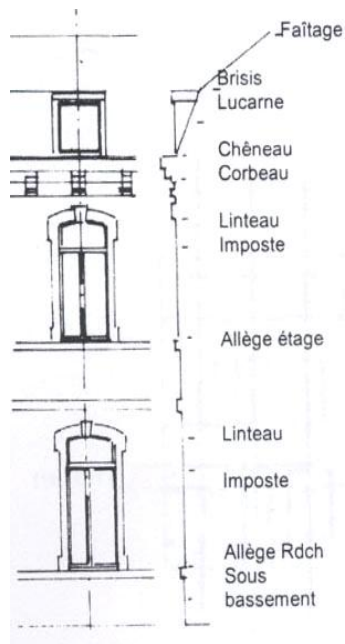 Faîtage
Brisis
Lucarne
Chêneau
Corbeau
Linteau
Imposte
Allège étage
Linteau
Imposte
Allège Rdch
Sous
bassement